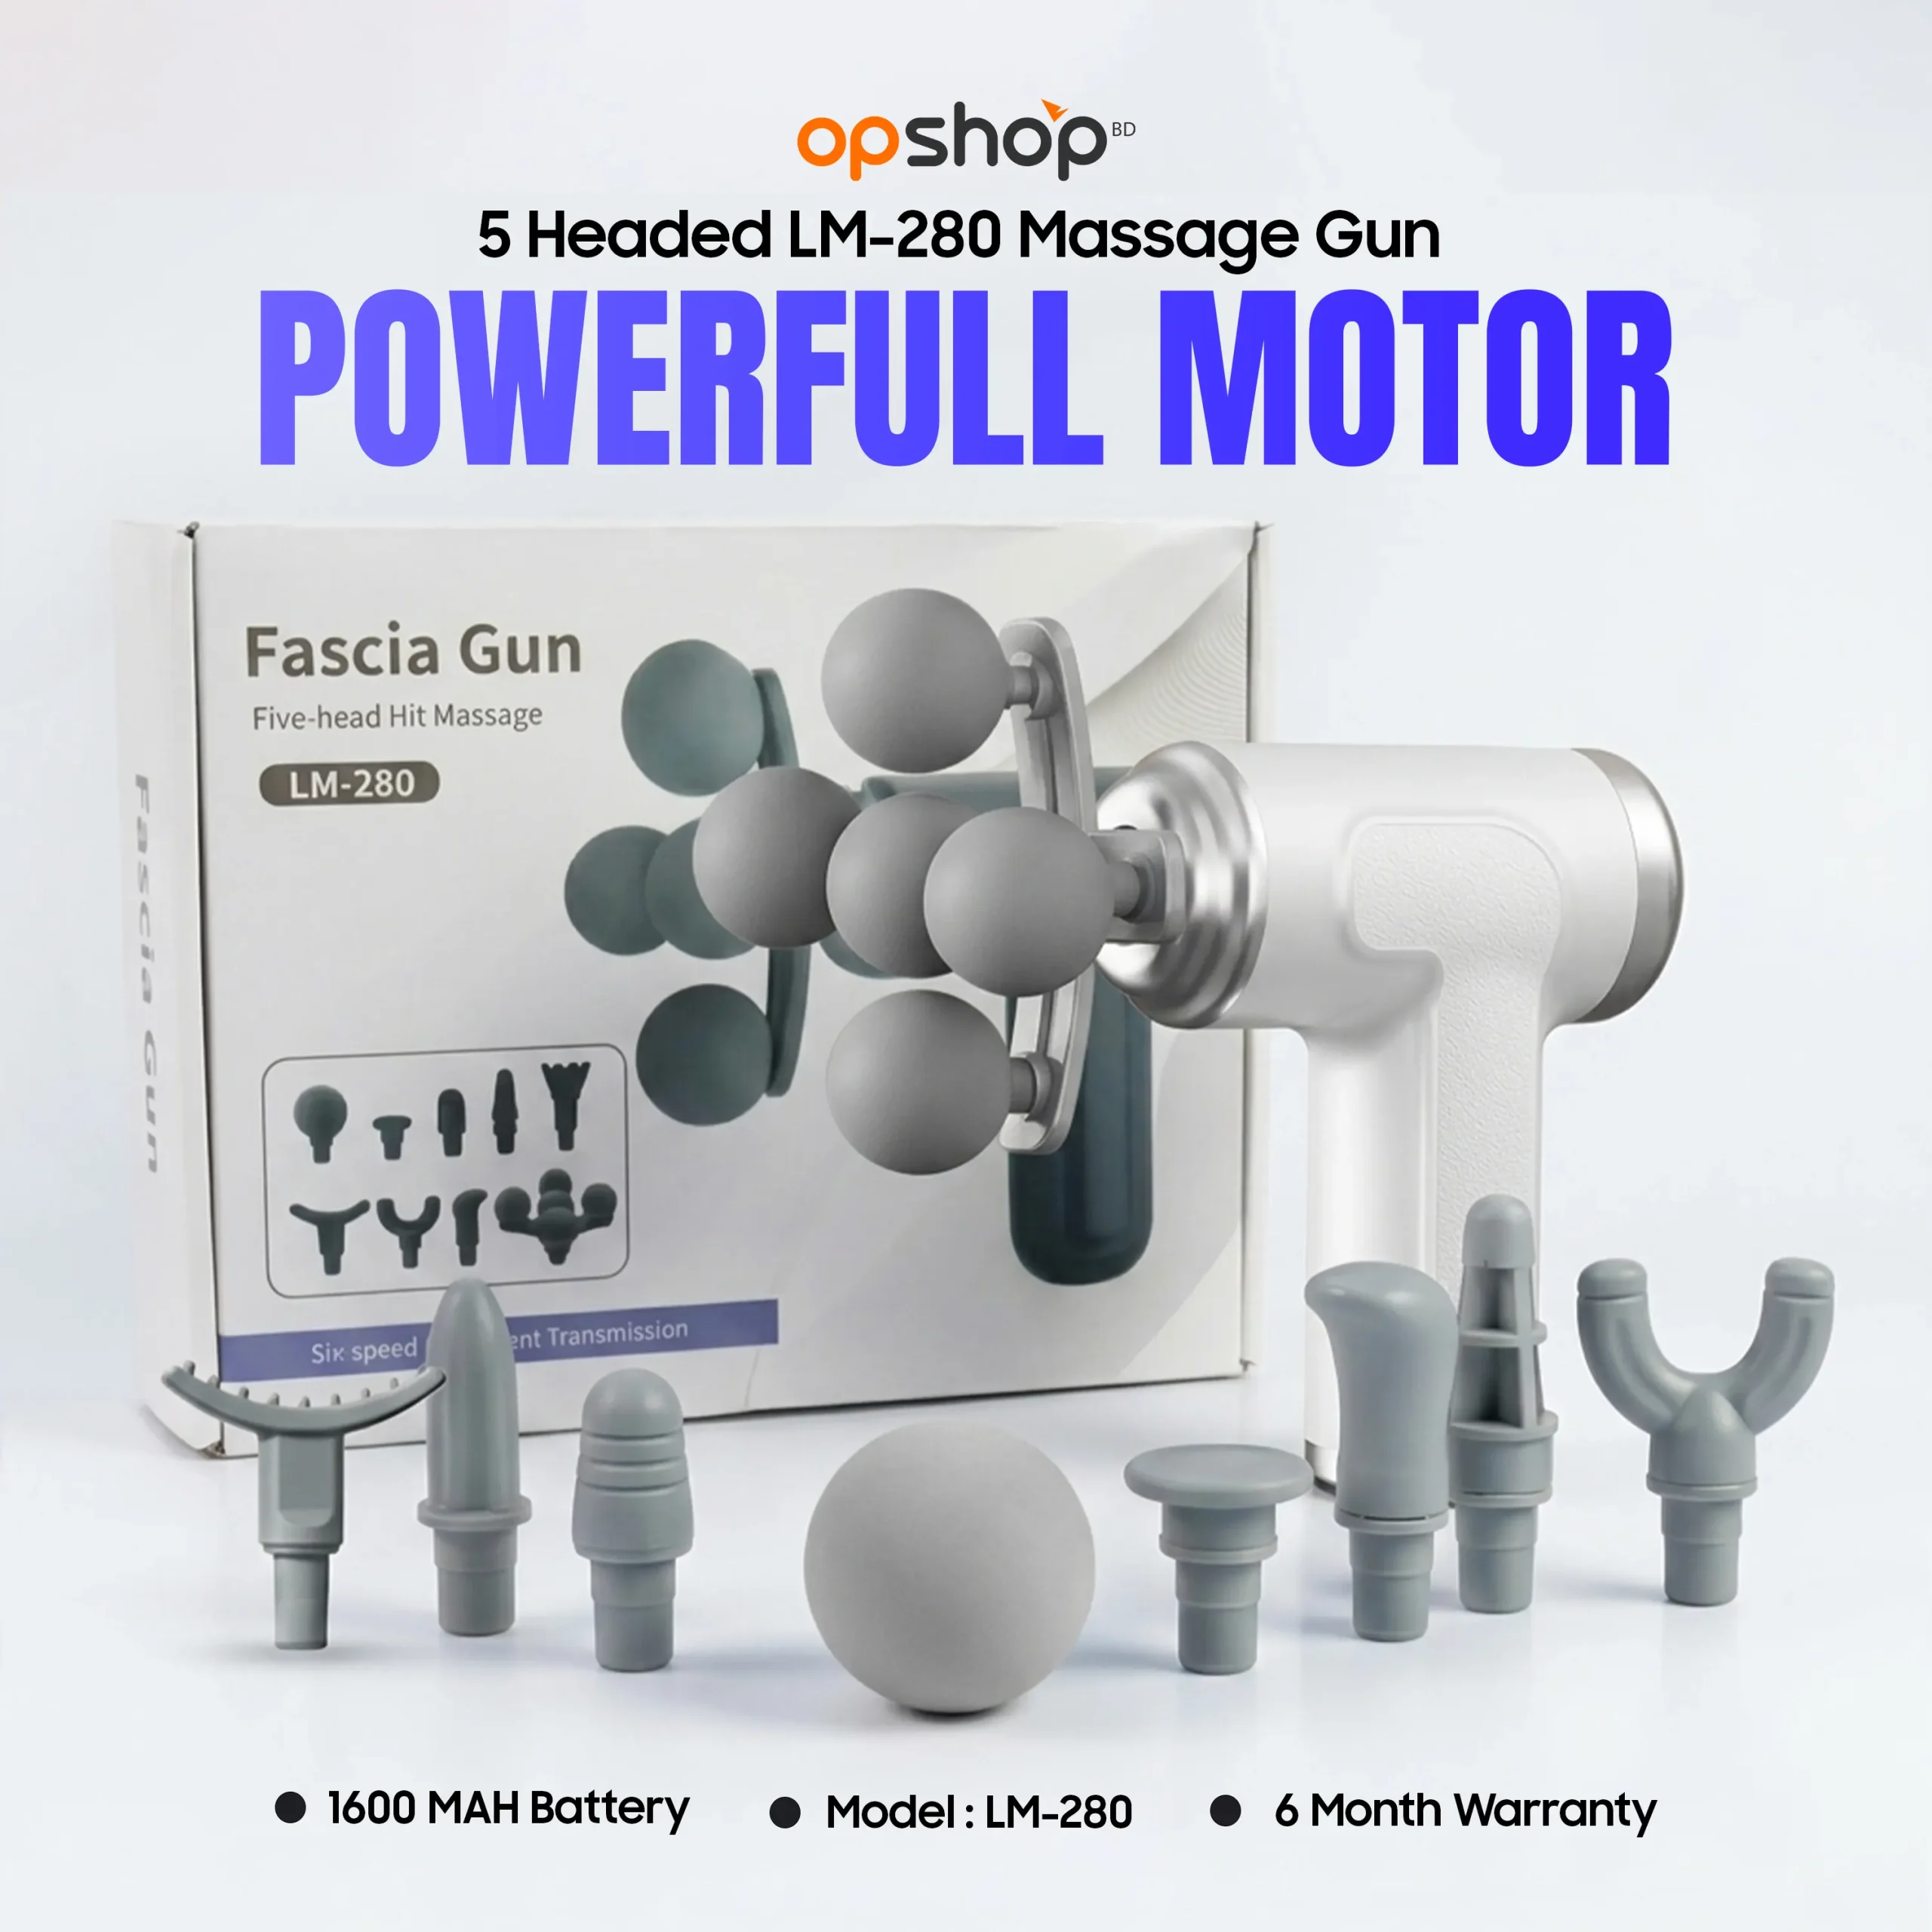 opshop BD
5 Headed LM-280 Massage Gun
POWERFULL MOTOR
Fascia Gun
Five-head Hit Massage
LM-280
Fascia Gun
Six speed ent Transmission
1600 MAH Battery
Model : LM-280
6 Month Warranty